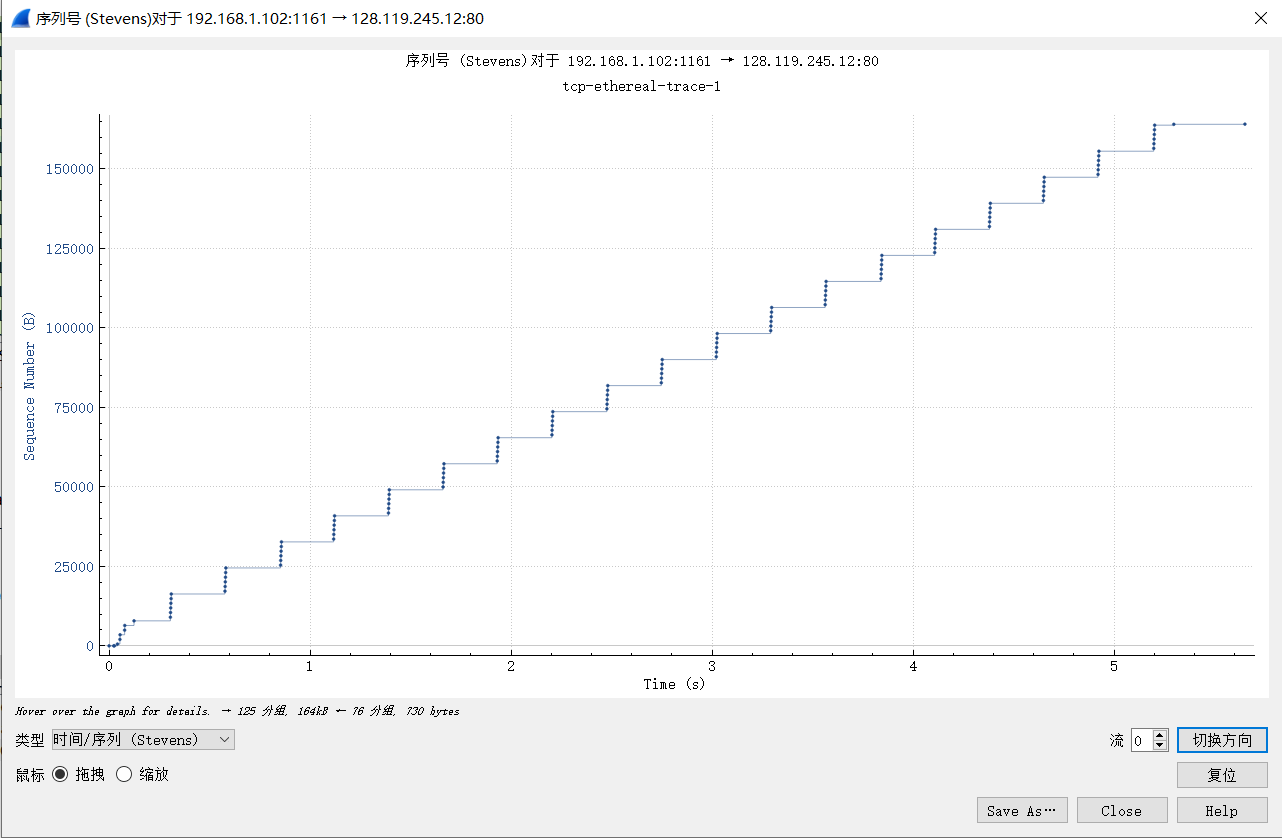 序列号 (Stevens)对于 192.168.1.102:1161 → 128.119.245.12:80
序列号 (Stevens)对于 192.168.1.102:1161 → 128.119.245.12:80
tcp-ethereal-trace-1
Sequence Number (B)
150000
125000
100000
75000
50000
25000
0
0 1 2 3 4 5
Time (s)
Hover over the graph for details. → 125 分组, 164kB ← 76 分组, 730 bytes
类型 时间/序列 (Stevens) 流 0 切换方向
鼠标 拖拽 缩放 复位
Save As… Close Help